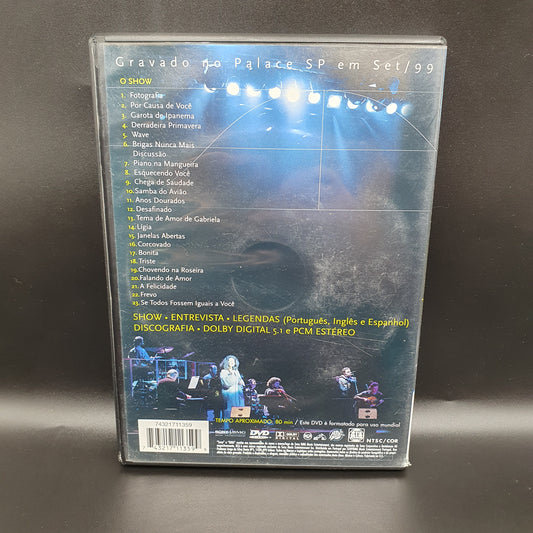 Gravado no Palace SP em Set/99
O SHOW
1. Fotografia
2. Por Causa de Você
3. Garota de Ipanema
4. Derradeira Primavera
5. Wave
6. Brigas Nunca Mais
Discussão
7. Piano na Mangueira
8. Esquecendo Você
9. Chega de Saudade
10. Samba do Avião
11. Anos Dourados
12. Desafinado
13. Tema de Amor de Gabriela
14. Lígia
15. Janelas Abertas
16. Corcovado
17. Bonita
18. Triste
19. Chovendo na Roseira
20. Falando de Amor
21. A Felicidade
22. Frevo
23. Se Todos Fossem Iguais a Você
SHOW • ENTREVISTA • LEGENDAS (Português, Inglês e Espanhol)
DISCOGRAFIA • DOLBY DIGITAL 5.1 e PCM ESTÉREO
TEMPO APROXIMADO: 80 min / Este DVD é formatado para uso mundial
74321711359
DVD
NTSC/COR
7 43217 11359